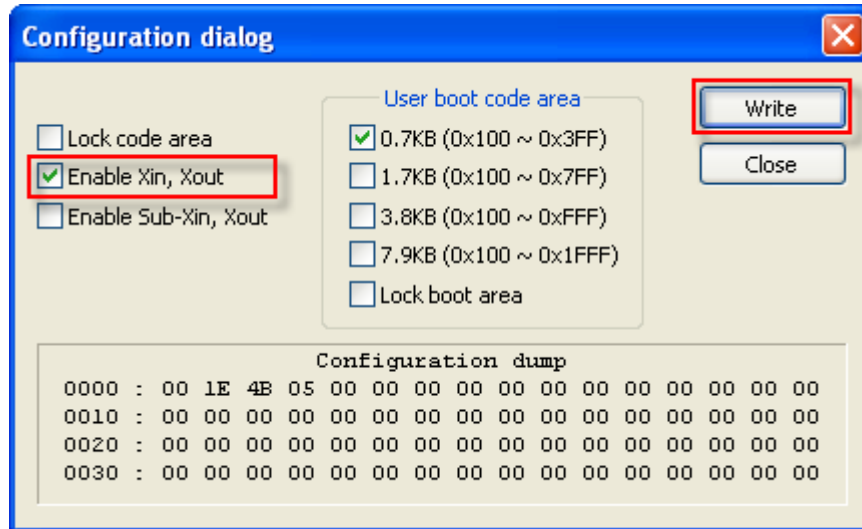 Configuration dialog
Lock code area
Enable Xin, Xout
Enable Sub-Xin, Xout
User boot code area
0.7KB (0x100 ~ 0x3FF)
1.7KB (0x100 ~ 0x7FF)
3.8KB (0x100 ~ 0xFFF)
7.9KB (0x100 ~ 0x1FFF)
Lock boot area
Write
Close
Configuration dump
0000 : 00 1E 4B 05 00 00 00 00 00 00 00 00 00 00 00 00
0010 : 00 00 00 00 00 00 00 00 00 00 00 00 00 00 00 00
0020 : 00 00 00 00 00 00 00 00 00 00 00 00 00 00 00 00
0030 : 00 00 00 00 00 00 00 00 00 00 00 00 00 00 00 00